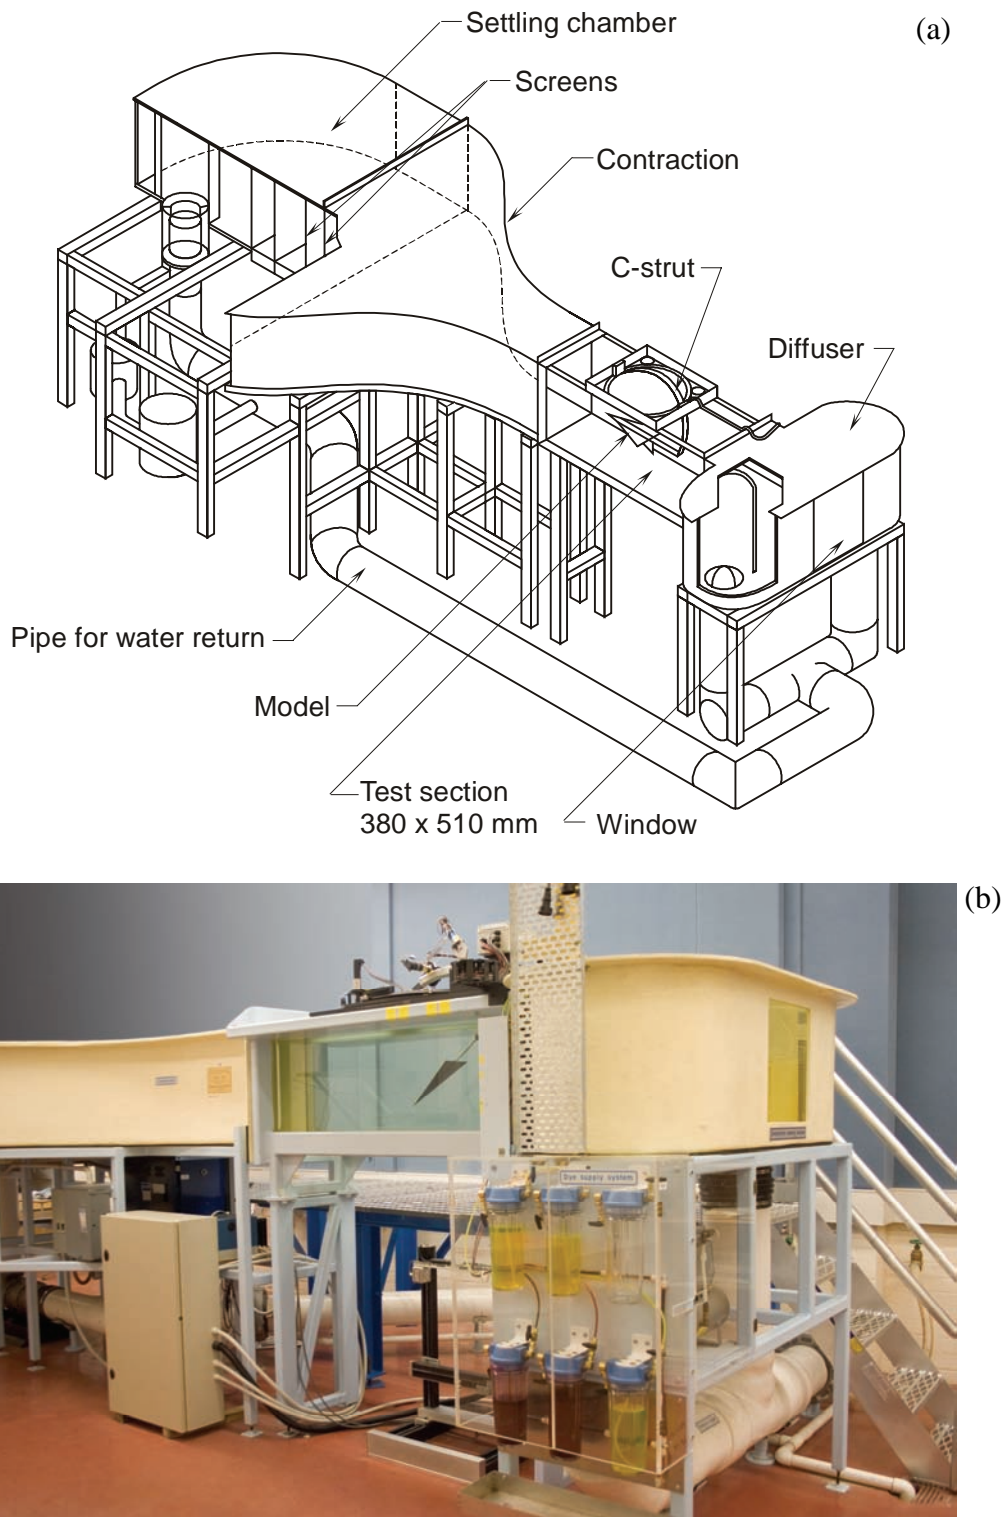 Settling chamber
(a)
Screens
Contraction
C-strut
Diffuser
Pipe for water return
Model
Test section
380 x 510 mm
Window
(b)
Dye supply system